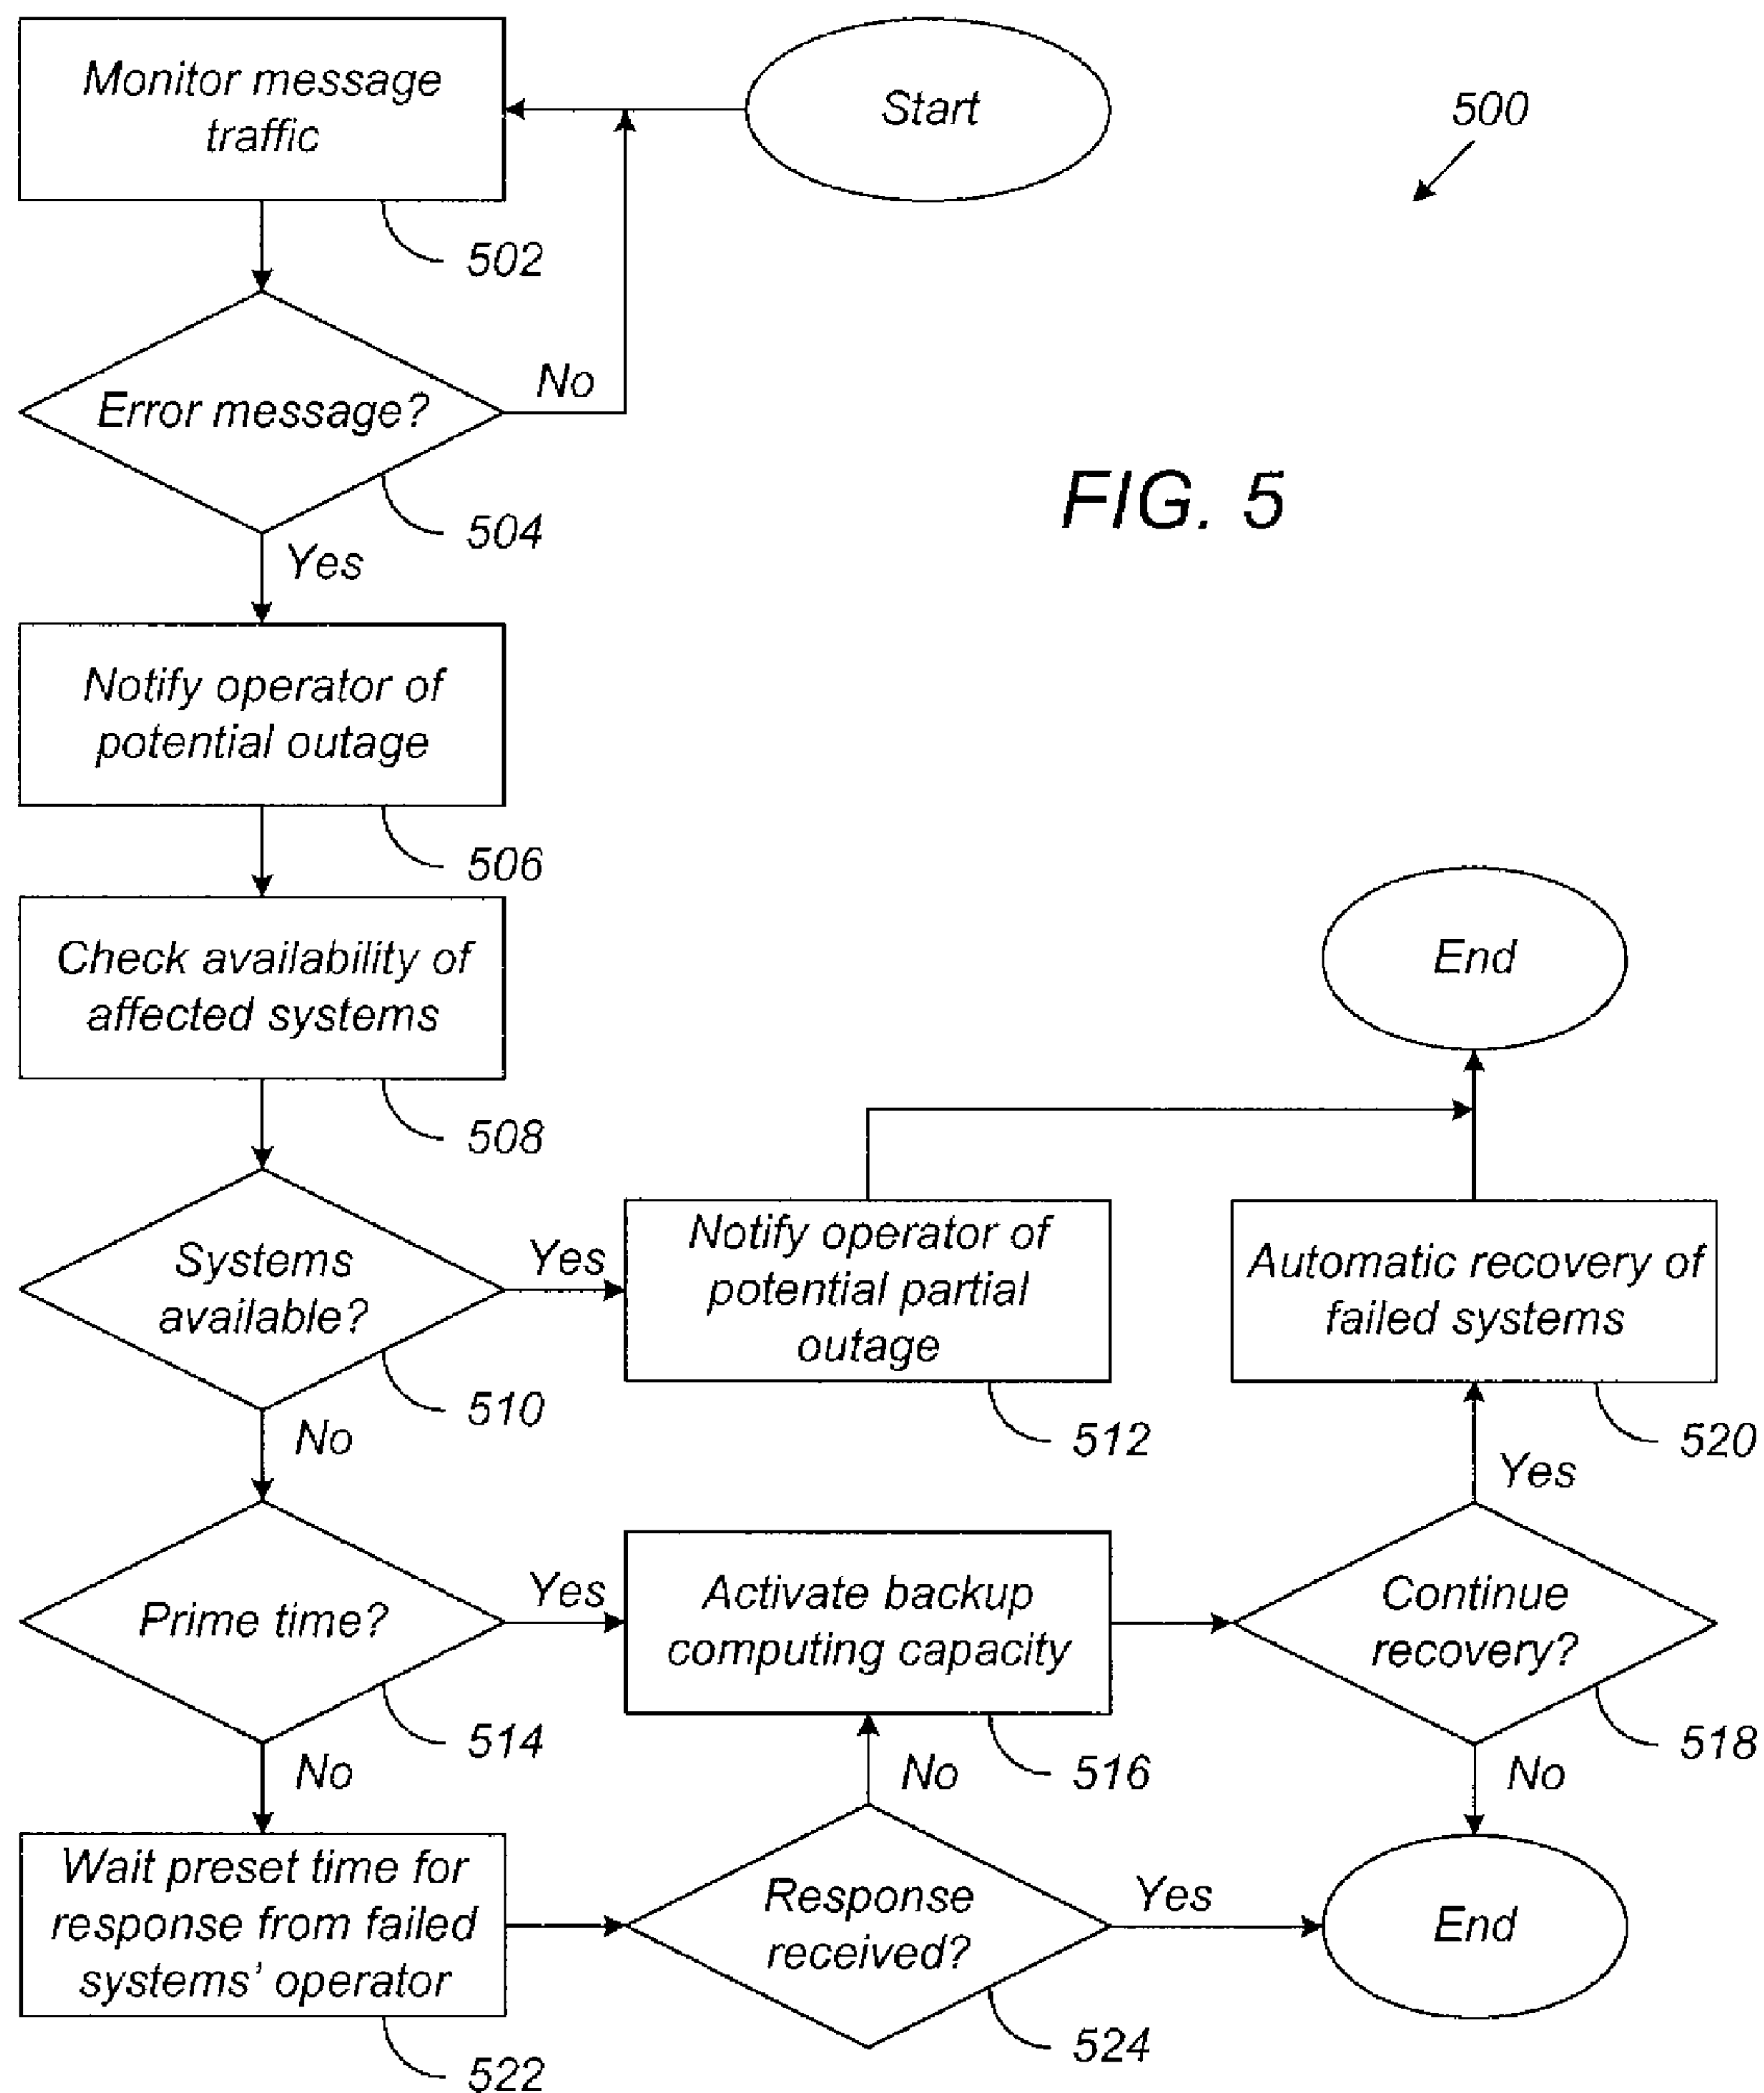 Monitor message
traffic
Start
500
502
Error message?
No
504
FIG. 5
Yes
Notify operator of
potential outage
506
Check availability of
affected systems
End
508
Systems
available?
Yes
Notify operator of
potential partial
outage
Automatic recovery of
failed systems
510
512
520
No
Yes
Prime time?
Yes
Activate backup
computing capacity
Continue
recovery?
514
516
518
No
No
No
Wait preset time for
response from failed
systems' operator
Response
received?
Yes
End
522
524